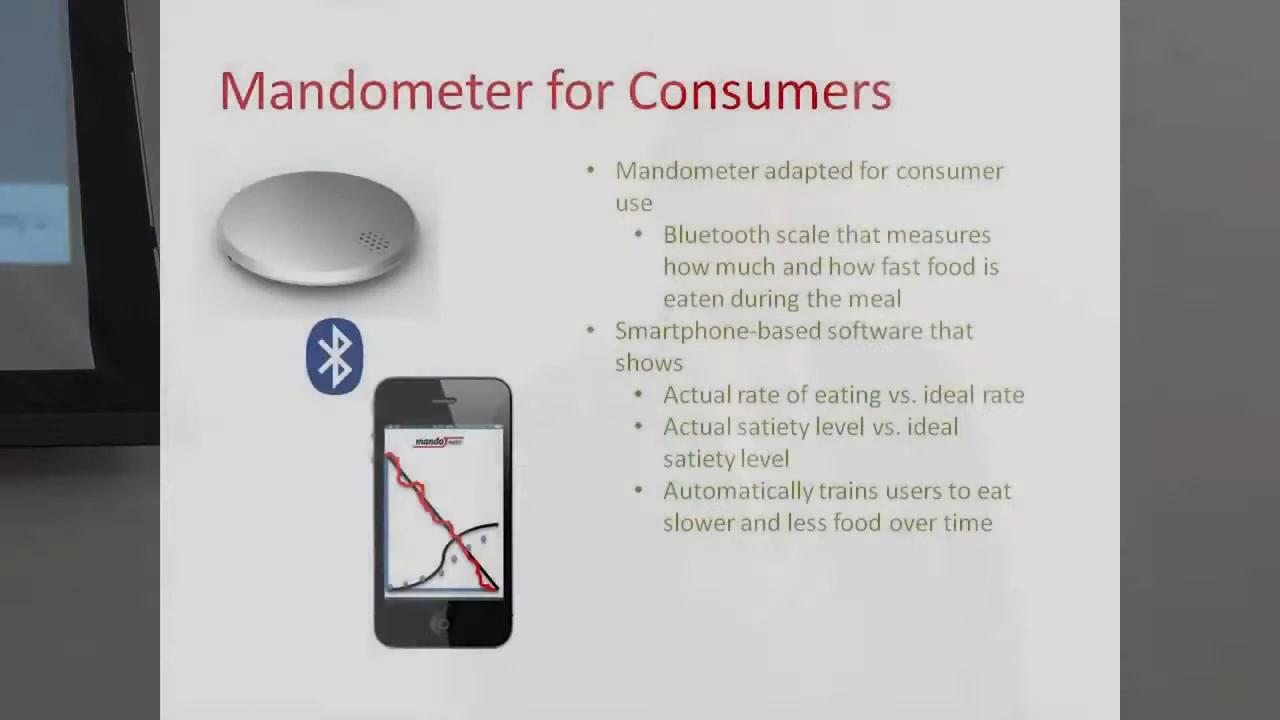 Mandometer for Consumers
• Mandometer adapted for consumer
use
• Bluetooth scale that measures
how much and how fast food is
eaten during the meal
• Smartphone-based software that
shows
• Actual rate of eating vs. ideal rate
• Actual satiety level vs. ideal
satiety level
• Automatically trains users to eat
slower and less food over time
mando